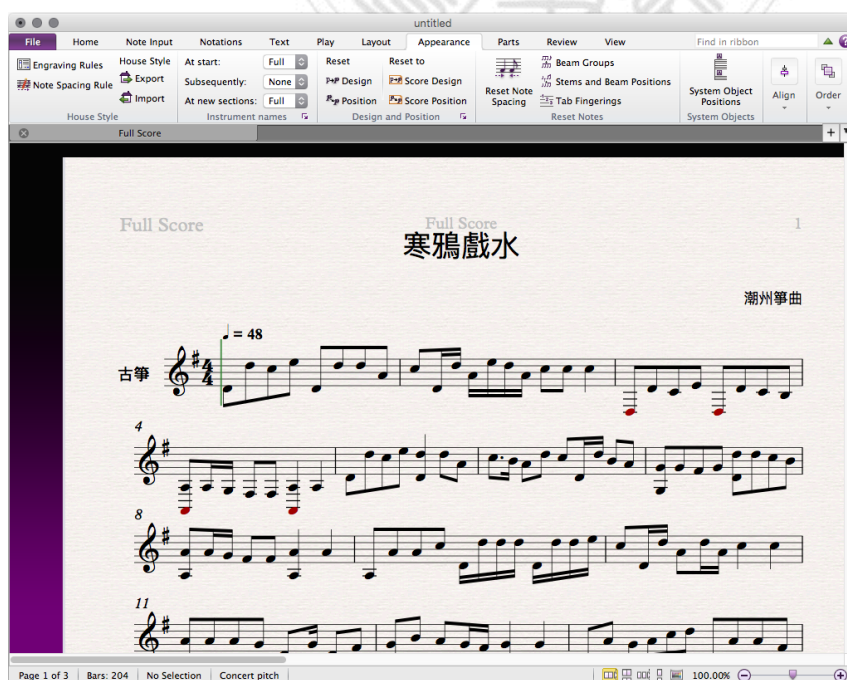 untitled
File Home Note Input Notations Text Play Layout Appearance Parts Review View Find in ribbon
Engraving Rules House Style At start: Full Reset Reset to Beam Groups
Note Spacing Rule Export Subsequently: None Design Score Design Reset Note Spacing Stems and Beam Positions System Object Positions Align Order
Import At new sections: Full Position Score Position Tab Fingerings
House Style Instrument names Design and Position Reset Notes System Objects
Full Score
Full Score Full Score 1
寒鴉戲水
潮州箏曲
♩ = 48
古箏
4
4
4
8
11
Page 1 of 3 Bars: 204 No Selection Concert pitch 100.00%